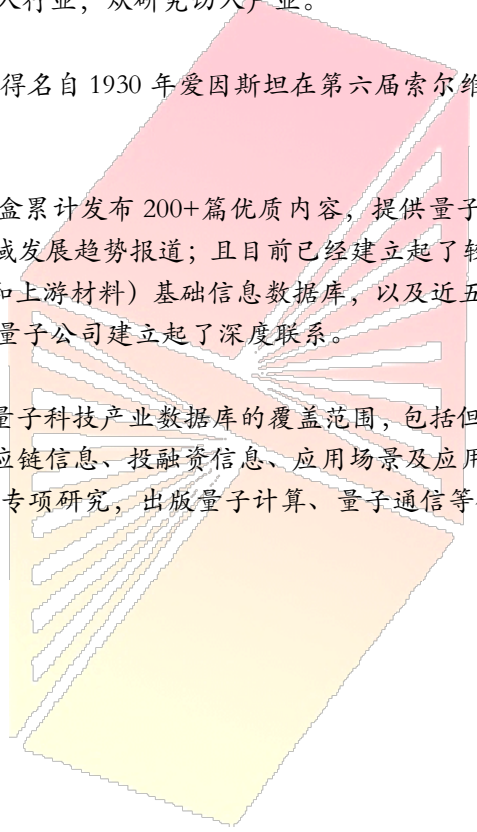 入行业，从研究切入产业。
得名自 1930 年爱因斯坦在第六届索尔维
盒累计发布 200+篇优质内容，提供量子
域发展趋势报道；且目前已经建立起了较
和上游材料）基础信息数据库，以及近五
量子公司建立起了深度联系。
量子科技产业数据库的覆盖范围，包括但
应链信息、投融资信息、应用场景及应用
专项研究，出版量子计算、量子通信等